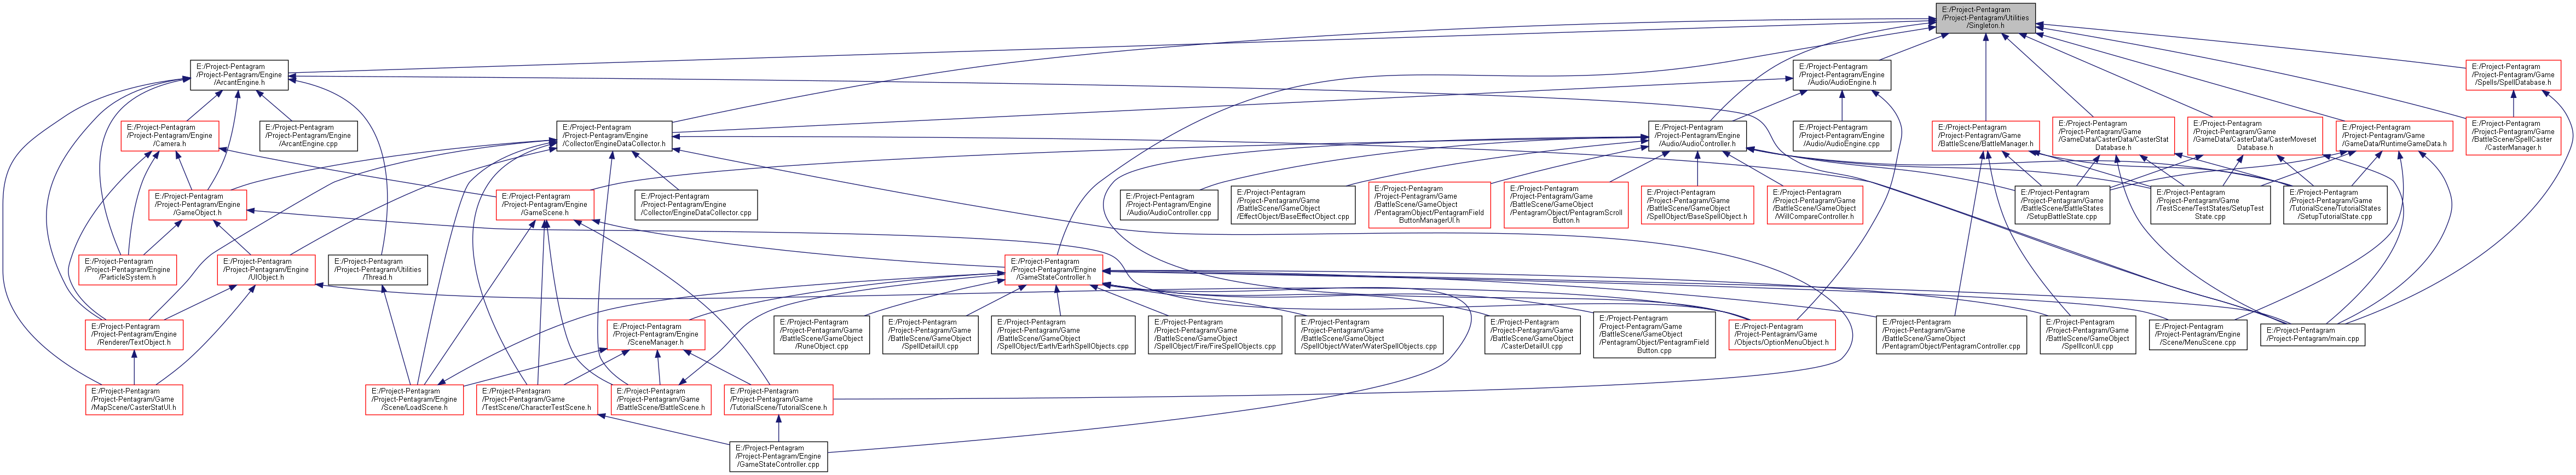 E:/Project-Pentagram
/Project-Pentagram/Utilities
/Singleton.h
E:/Project-Pentagram
/Project-Pentagram/Engine
/ArcantEngine.h
E:/Project-Pentagram
/Project-Pentagram/Engine
/Audio/AudioEngine.h
E:/Project-Pentagram
/Project-Pentagram/Game
/Spells/SpellDatabase.h
E:/Project-Pentagram
/Project-Pentagram/Engine
/Camera.h
E:/Project-Pentagram
/Project-Pentagram/Engine
/ArcantEngine.cpp
E:/Project-Pentagram
/Project-Pentagram/Engine
/Collector/EngineDataCollector.h
E:/Project-Pentagram
/Project-Pentagram/Engine
/Audio/AudioController.h
E:/Project-Pentagram
/Project-Pentagram/Engine
/Audio/AudioEngine.cpp
E:/Project-Pentagram
/Project-Pentagram/Game
/BattleScene/BattleManager.h
E:/Project-Pentagram
/Project-Pentagram/Game
/GameData/CasterData/CasterStat
Database.h
E:/Project-Pentagram
/Project-Pentagram/Game
/GameData/CasterData/CasterMoveset
Database.h
E:/Project-Pentagram
/Project-Pentagram/Game
/GameData/RuntimeGameData.h
E:/Project-Pentagram
/Project-Pentagram/Game
/BattleScene/SpellCaster
/CasterManager.h
E:/Project-Pentagram
/Project-Pentagram/Engine
/GameObject.h
E:/Project-Pentagram
/Project-Pentagram/Engine
/GameScene.h
E:/Project-Pentagram
/Project-Pentagram/Engine
/Collector/EngineDataCollector.cpp
E:/Project-Pentagram
/Project-Pentagram/Engine
/Audio/AudioController.cpp
E:/Project-Pentagram
/Project-Pentagram/Game
/BattleScene/GameObject
/EffectObject/BaseEffectObject.cpp
E:/Project-Pentagram
/Project-Pentagram/Game
/BattleScene/GameObject
/PentagramObject/PentagramField
ButtonManagerUI.h
E:/Project-Pentagram
/Project-Pentagram/Game
/BattleScene/GameObject
/PentagramObject/PentagramScroll
Button.h
E:/Project-Pentagram
/Project-Pentagram/Game
/BattleScene/GameObject
/SpellObject/BaseSpellObject.h
E:/Project-Pentagram
/Project-Pentagram/Game
/BattleScene/GameObject
/WillCompareController.h
E:/Project-Pentagram
/Project-Pentagram/Game
/BattleScene/BattleStates
/SetupBattleState.cpp
E:/Project-Pentagram
/Project-Pentagram/Game
/TestScene/TestStates/SetupTest
State.cpp
E:/Project-Pentagram
/Project-Pentagram/Game
/TutorialScene/TutorialStates
/SetupTutorialState.cpp
E:/Project-Pentagram
/Project-Pentagram/Engine
/ParticleSystem.h
E:/Project-Pentagram
/Project-Pentagram/Engine
/UIObject.h
E:/Project-Pentagram
/Project-Pentagram/Utilities
/Thread.h
E:/Project-Pentagram
/Project-Pentagram/Engine
/GameStateController.h
E:/Project-Pentagram
/Project-Pentagram/Engine
/Renderer/TextObject.h
E:/Project-Pentagram
/Project-Pentagram/Engine
/SceneManager.h
E:/Project-Pentagram
/Project-Pentagram/Game
/BattleScene/GameObject
/RuneObject.cpp
E:/Project-Pentagram
/Project-Pentagram/Game
/BattleScene/GameObject
/SpellDetailUI.cpp
E:/Project-Pentagram
/Project-Pentagram/Game
/BattleScene/GameObject
/SpellObject/Earth/EarthSpellObjects.cpp
E:/Project-Pentagram
/Project-Pentagram/Game
/BattleScene/GameObject
/SpellObject/Fire/FireSpellObjects.cpp
E:/Project-Pentagram
/Project-Pentagram/Game
/BattleScene/GameObject
/SpellObject/Water/WaterSpellObjects.cpp
E:/Project-Pentagram
/Project-Pentagram/Game
/BattleScene/GameObject
/CasterDetailUI.cpp
E:/Project-Pentagram
/Project-Pentagram/Game
/BattleScene/GameObject
/PentagramObject/PentagramField
Button.cpp
E:/Project-Pentagram
/Project-Pentagram/Game
/Objects/OptionMenuObject.h
E:/Project-Pentagram
/Project-Pentagram/Game
/BattleScene/GameObject
/PentagramObject/PentagramController.cpp
E:/Project-Pentagram
/Project-Pentagram/Game
/BattleScene/GameObject
/SpellIconUI.cpp
E:/Project-Pentagram
/Project-Pentagram/Engine
/Scene/MenuScene.cpp
E:/Project-Pentagram
/Project-Pentagram/main.cpp
E:/Project-Pentagram
/Project-Pentagram/Game
/MapScene/CasterStatUI.h
E:/Project-Pentagram
/Project-Pentagram/Engine
/Scene/LoadScene.h
E:/Project-Pentagram
/Project-Pentagram/Game
/TestScene/CharacterTestScene.h
E:/Project-Pentagram
/Project-Pentagram/Game
/BattleScene/BattleScene.h
E:/Project-Pentagram
/Project-Pentagram/Game
/TutorialScene/TutorialScene.h
E:/Project-Pentagram
/Project-Pentagram/Engine
/GameStateController.cpp